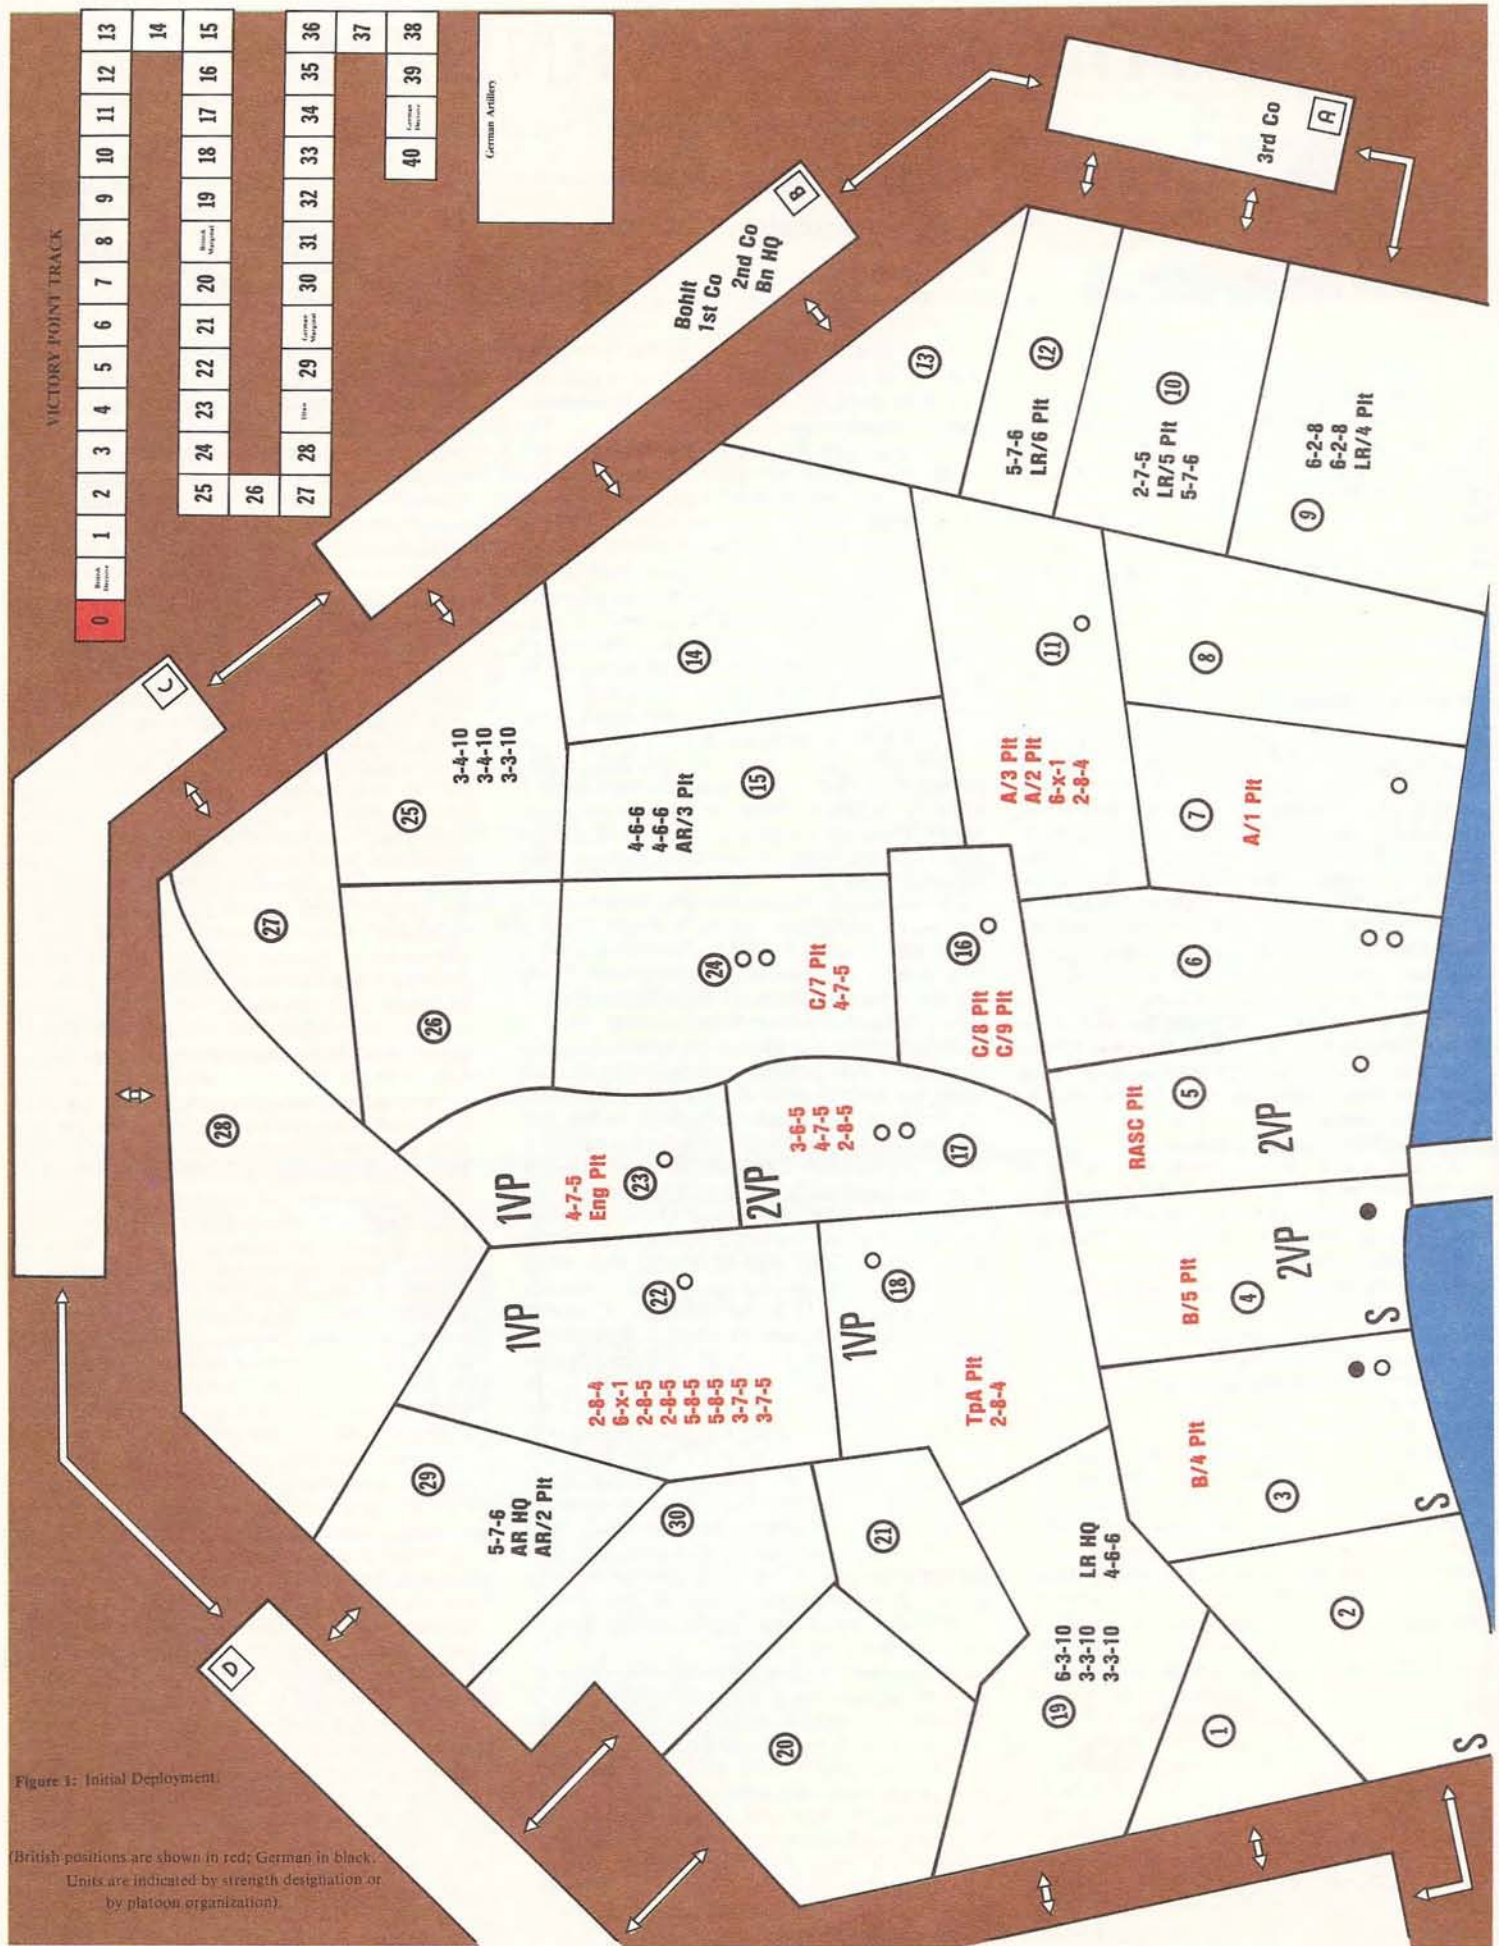 VICTORY POINT TRACK
0
British Decisive
1
2
3
4
5
6
7
8
9
10
11
12
13
14
15
16
17
18
19
British Marginal
20
21
22
23
24
25
26
27
28
29
German Marginal
30
31
32
33
34
35
36
37
38
39
German Decisive
40
German Artillery
C
B
Bohlt
1st Co
2nd Co
Bn HQ
A
3rd Co
D
28
27
25
3-4-10
3-4-10
3-3-10
26
14
15
4-6-6
4-6-6
AR/3 Plt
13
12
5-7-6
LR/6 Plt
10
2-7-5
LR/5 Plt
5-7-6
9
6-2-8
6-2-8
LR/4 Plt
11
A/3 Plt
A/2 Plt
6-x-1
2-8-4
8
7
A/1 Plt
24
C/7 Plt
4-7-5
16
C/8 Plt
C/9 Plt
6
1VP
4-7-5
Eng Plt
23
2VP
3-6-5
4-7-5
2-8-5
17
RASC Plt
5
2VP
1VP
22
2-8-4
6-x-1
2-8-5
2-8-5
5-8-5
5-8-5
3-7-5
3-7-5
1VP
18
TpA Plt
2-8-4
B/5 Plt
4
2VP
S
B/4 Plt
3
S
29
5-7-6
AR HQ
AR/2 Plt
30
21
20
LR HQ
4-6-6
19
6-3-10
3-3-10
3-3-10
1
2
S
Figure 1: Initial Deployment.
(British positions are shown in red; German in black.
Units are indicated by strength designation or
by platoon organization).